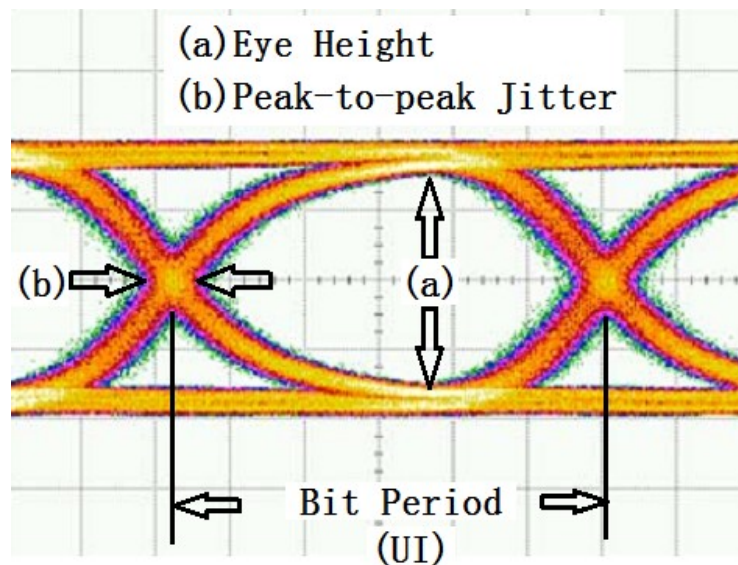 (a)Eye Height
(b)Peak-to-peak Jitter
(b)
(a)
Bit Period
(UI)